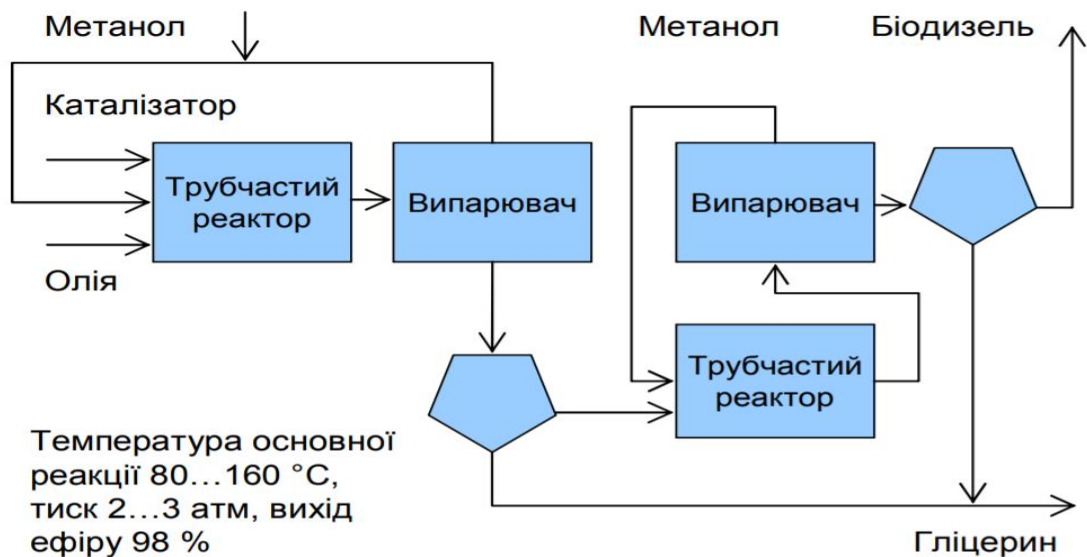 Метанол
Метанол
Біодизель
Каталізатор
Трубчастий
реактор
Випарювач
Випарювач
Олія
Трубчастий
реактор
Температура основної
реакції 80...160 °С,
тиск 2...3 атм, вихід
ефіру 98 %
Гліцерин